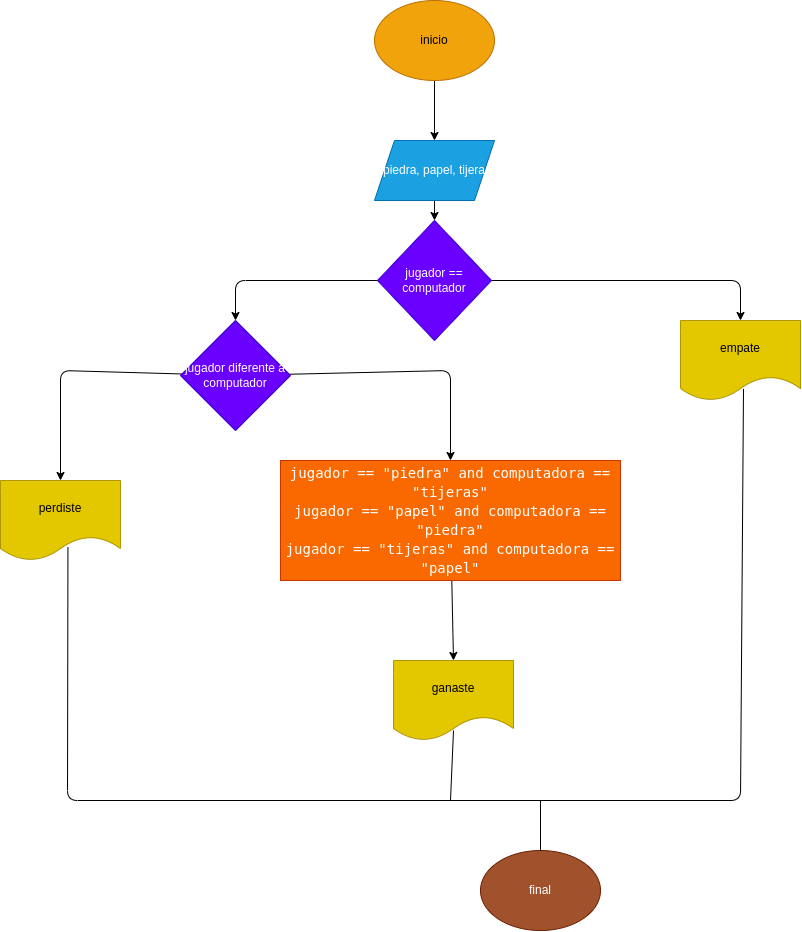 inicio
piedra, papel, tijera
jugador ==
computador
jugador diferente a
computador
empate
jugador == "piedra" and computadora ==
"tijeras"
jugador == "papel" and computadora ==
"piedra"
jugador == "tijeras" and computadora ==
"papel"
perdiste
ganaste
final